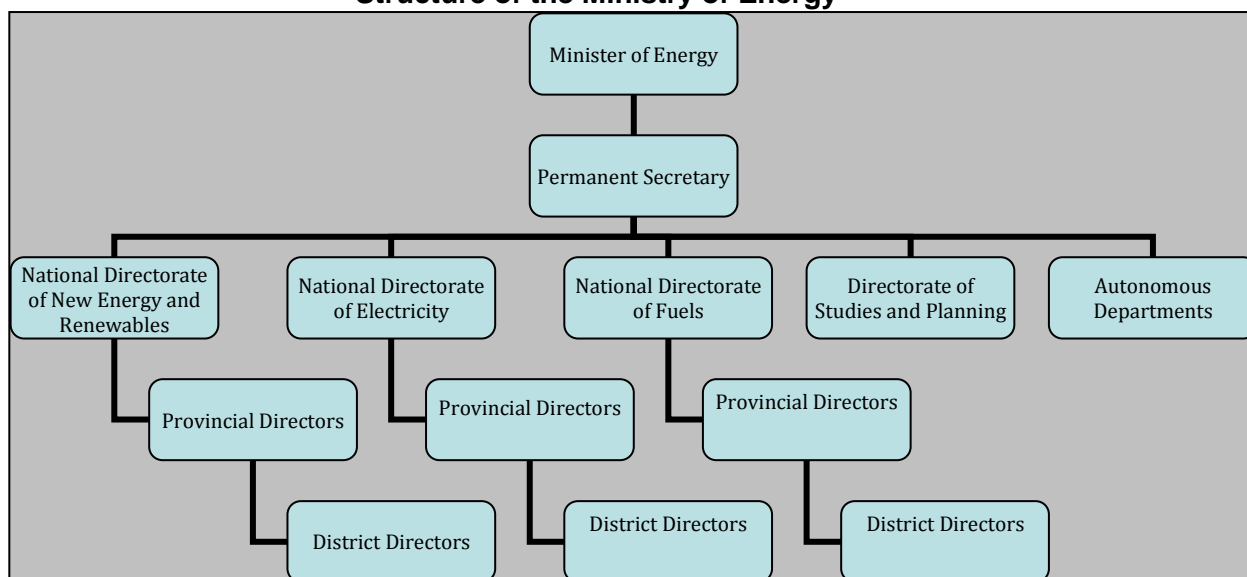 Structure of the Ministry of Energy
Minister of Energy
Permanent Secretary
National Directorate
of New Energy and
Renewables
National Directorate
of Electricity
National Directorate
of Fuels
Directorate of
Studies and Planning
Autonomous
Departments
Provincial Directors
Provincial Directors
Provincial Directors
District Directors
District Directors
District Directors